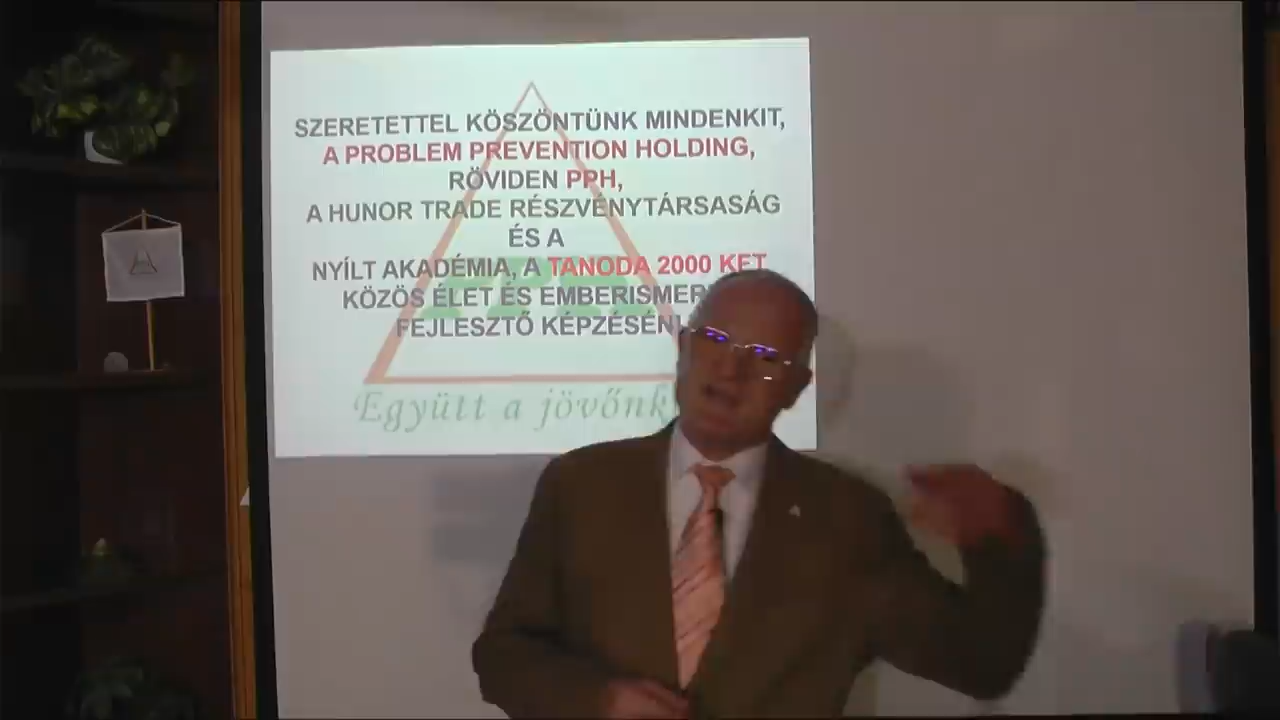 SZERETETTEL KÖSZÖNTÜNK MINDENKIT,
A PROBLEM PREVENTION HOLDING,
RÖVIDEN PPH,
A HUNOR TRADE RÉSZVÉNYTÁRSASÁG
ÉS A
NYÍLT AKADÉMIA, A TANODA 2000 KFT
KÖZÖS ÉLET ÉS
FEJLESZTŐ KÉPZÉSÉN
Együtt a